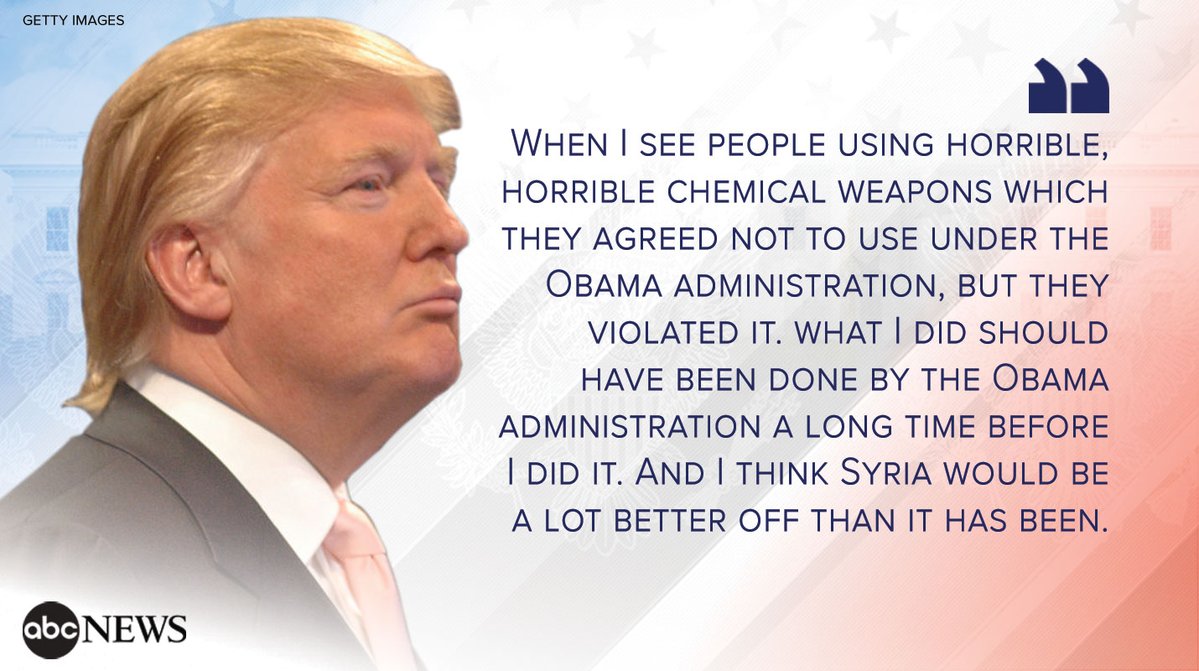 GETTY IMAGES
“
WHEN I SEE PEOPLE USING HORRIBLE,
HORRIBLE CHEMICAL WEAPONS WHICH
THEY AGREED NOT TO USE UNDER THE
OBAMA ADMINISTRATION, BUT THEY
VIOLATED IT. WHAT I DID SHOULD
HAVE BEEN DONE BY THE OBAMA
ADMINISTRATION A LONG TIME BEFORE
I DID IT. AND I THINK SYRIA WOULD BE
A LOT BETTER OFF THAN IT HAS BEEN.
abc NEWS